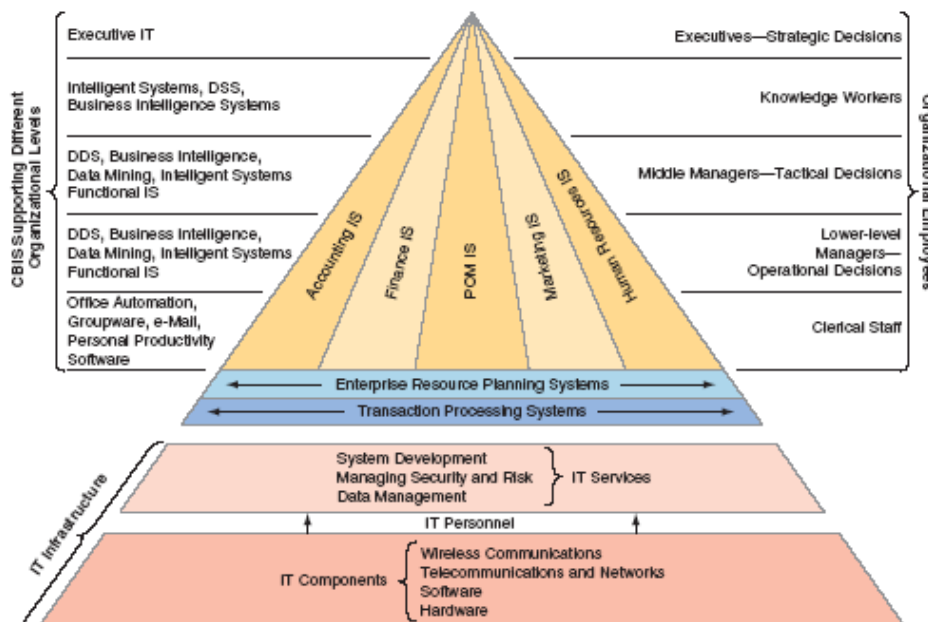 Executive IT
Executives—Strategic Decisions
Intelligent Systems, DSS,
Business Intelligence Systems
Knowledge Workers
DDS, Business Intelligence,
Data Mining, Intelligent Systems
Functional IS
Middle Managers—Tactical Decisions
DDS, Business Intelligence,
Data Mining, Intelligent Systems
Functional IS
Lower-level
Managers—
Operational Decisions
Office Automation,
Groupware, e-Mail,
Personal Productivity
Software
Clerical Staff
CBIS Supporting Different
Organizational Levels
Organizational Employees
Accounting IS
Finance IS
POM IS
Marketing IS
Human Resources IS
Enterprise Resource Planning Systems
Transaction Processing Systems
IT Infrastructure
System Development
Managing Security and Risk
Data Management
IT Services
IT Personnel
IT Components
Wireless Communications
Telecommunications and Networks
Software
Hardware